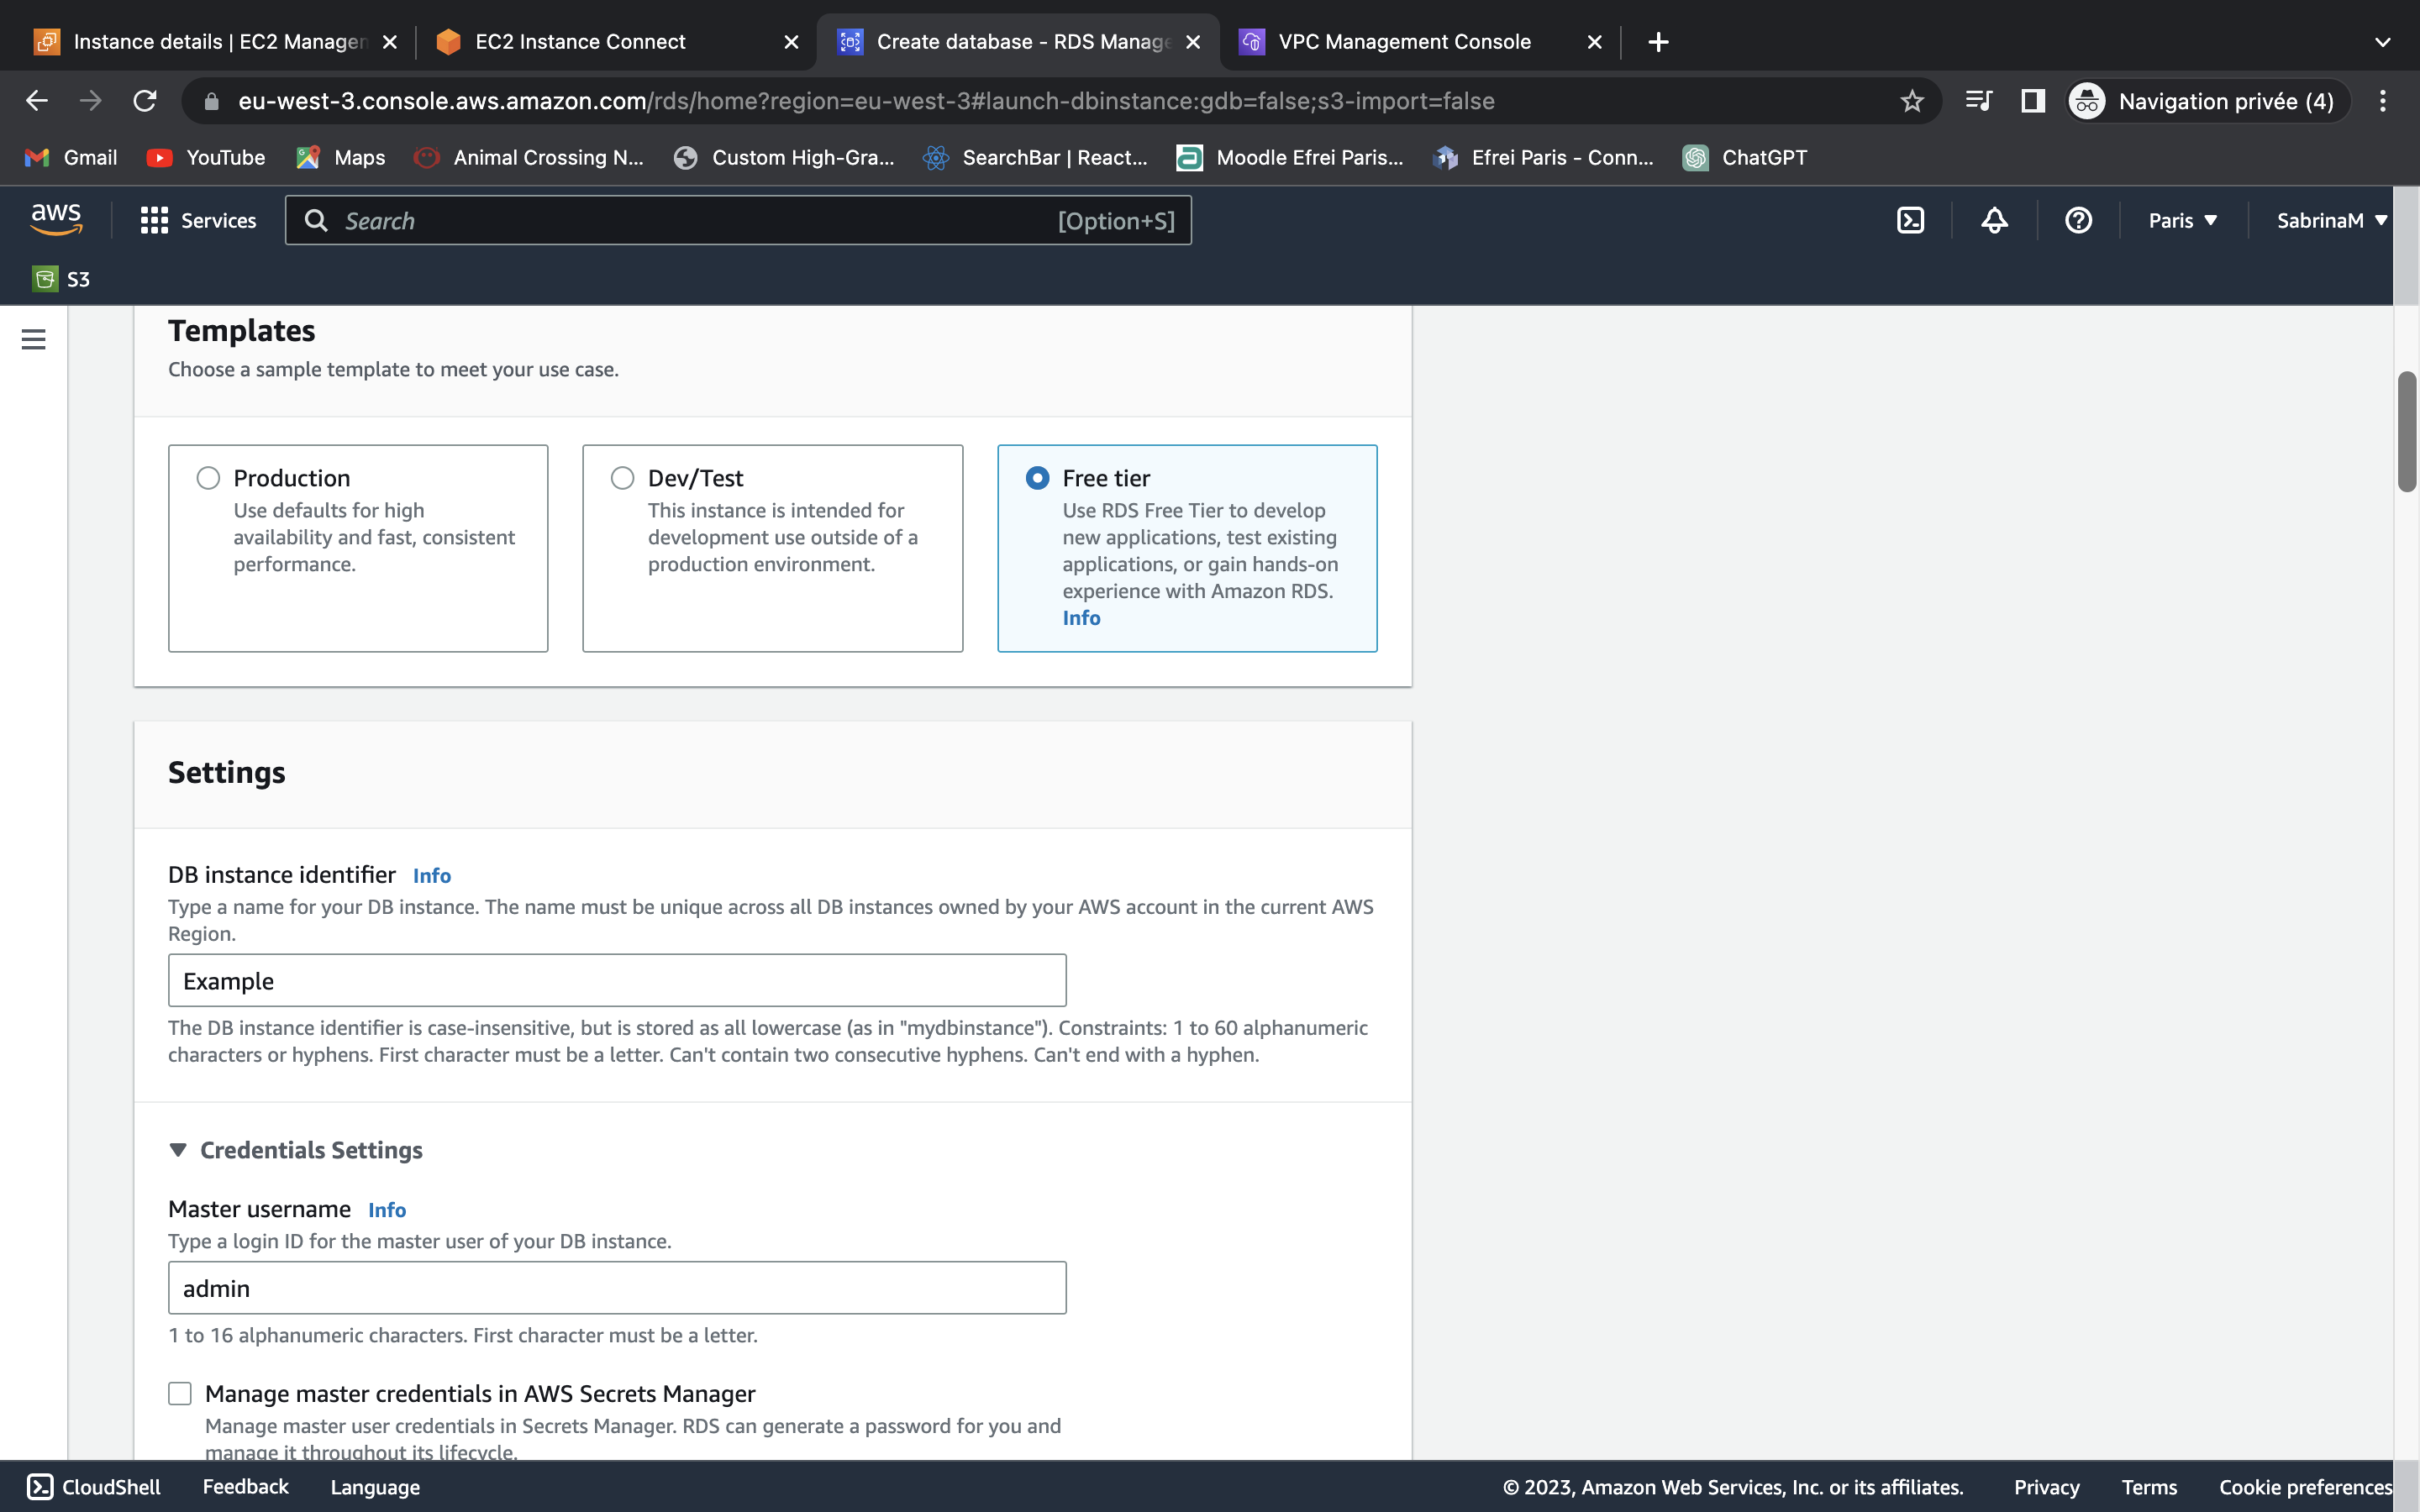 Instance details | EC2 Managen
EC2 Instance Connect
Create database - RDS Manage
VPC Management Console
eu-west-3.console.aws.amazon.com/rds/home?region=eu-west-3#launch-dbinstance:gdb=false;s3-import=false
Navigation privée (4)
Gmail
YouTube
Maps
Animal Crossing N...
Custom High-Gra...
SearchBar | React...
Moodle Efrei Paris...
Efrei Paris - Conn...
ChatGPT
aws
Services
Search
[Option+S]
Paris
SabrinaM
S3
Templates
Choose a sample template to meet your use case.
Production
Use defaults for high
availability and fast, consistent
performance.
Dev/Test
This instance is intended for
development use outside of a
production environment.
Free tier
Use RDS Free Tier to develop
new applications, test existing
applications, or gain hands-on
experience with Amazon RDS.
Info
Settings
DB instance identifier Info
Type a name for your DB instance. The name must be unique across all DB instances owned by your AWS account in the current AWS
Region.
Example
The DB instance identifier is case-insensitive, but is stored as all lowercase (as in "mydbinstance"). Constraints: 1 to 60 alphanumeric
characters or hyphens. First character must be a letter. Can't contain two consecutive hyphens. Can't end with a hyphen.
Credentials Settings
Master username Info
Type a login ID for the master user of your DB instance.
admin
1 to 16 alphanumeric characters. First character must be a letter.
Manage master credentials in AWS Secrets Manager
Manage master user credentials in Secrets Manager. RDS can generate a password for you and
manage it throughout its lifecycle.
CloudShell
Feedback
Language
© 2023, Amazon Web Services, Inc. or its affiliates.
Privacy
Terms
Cookie preferences